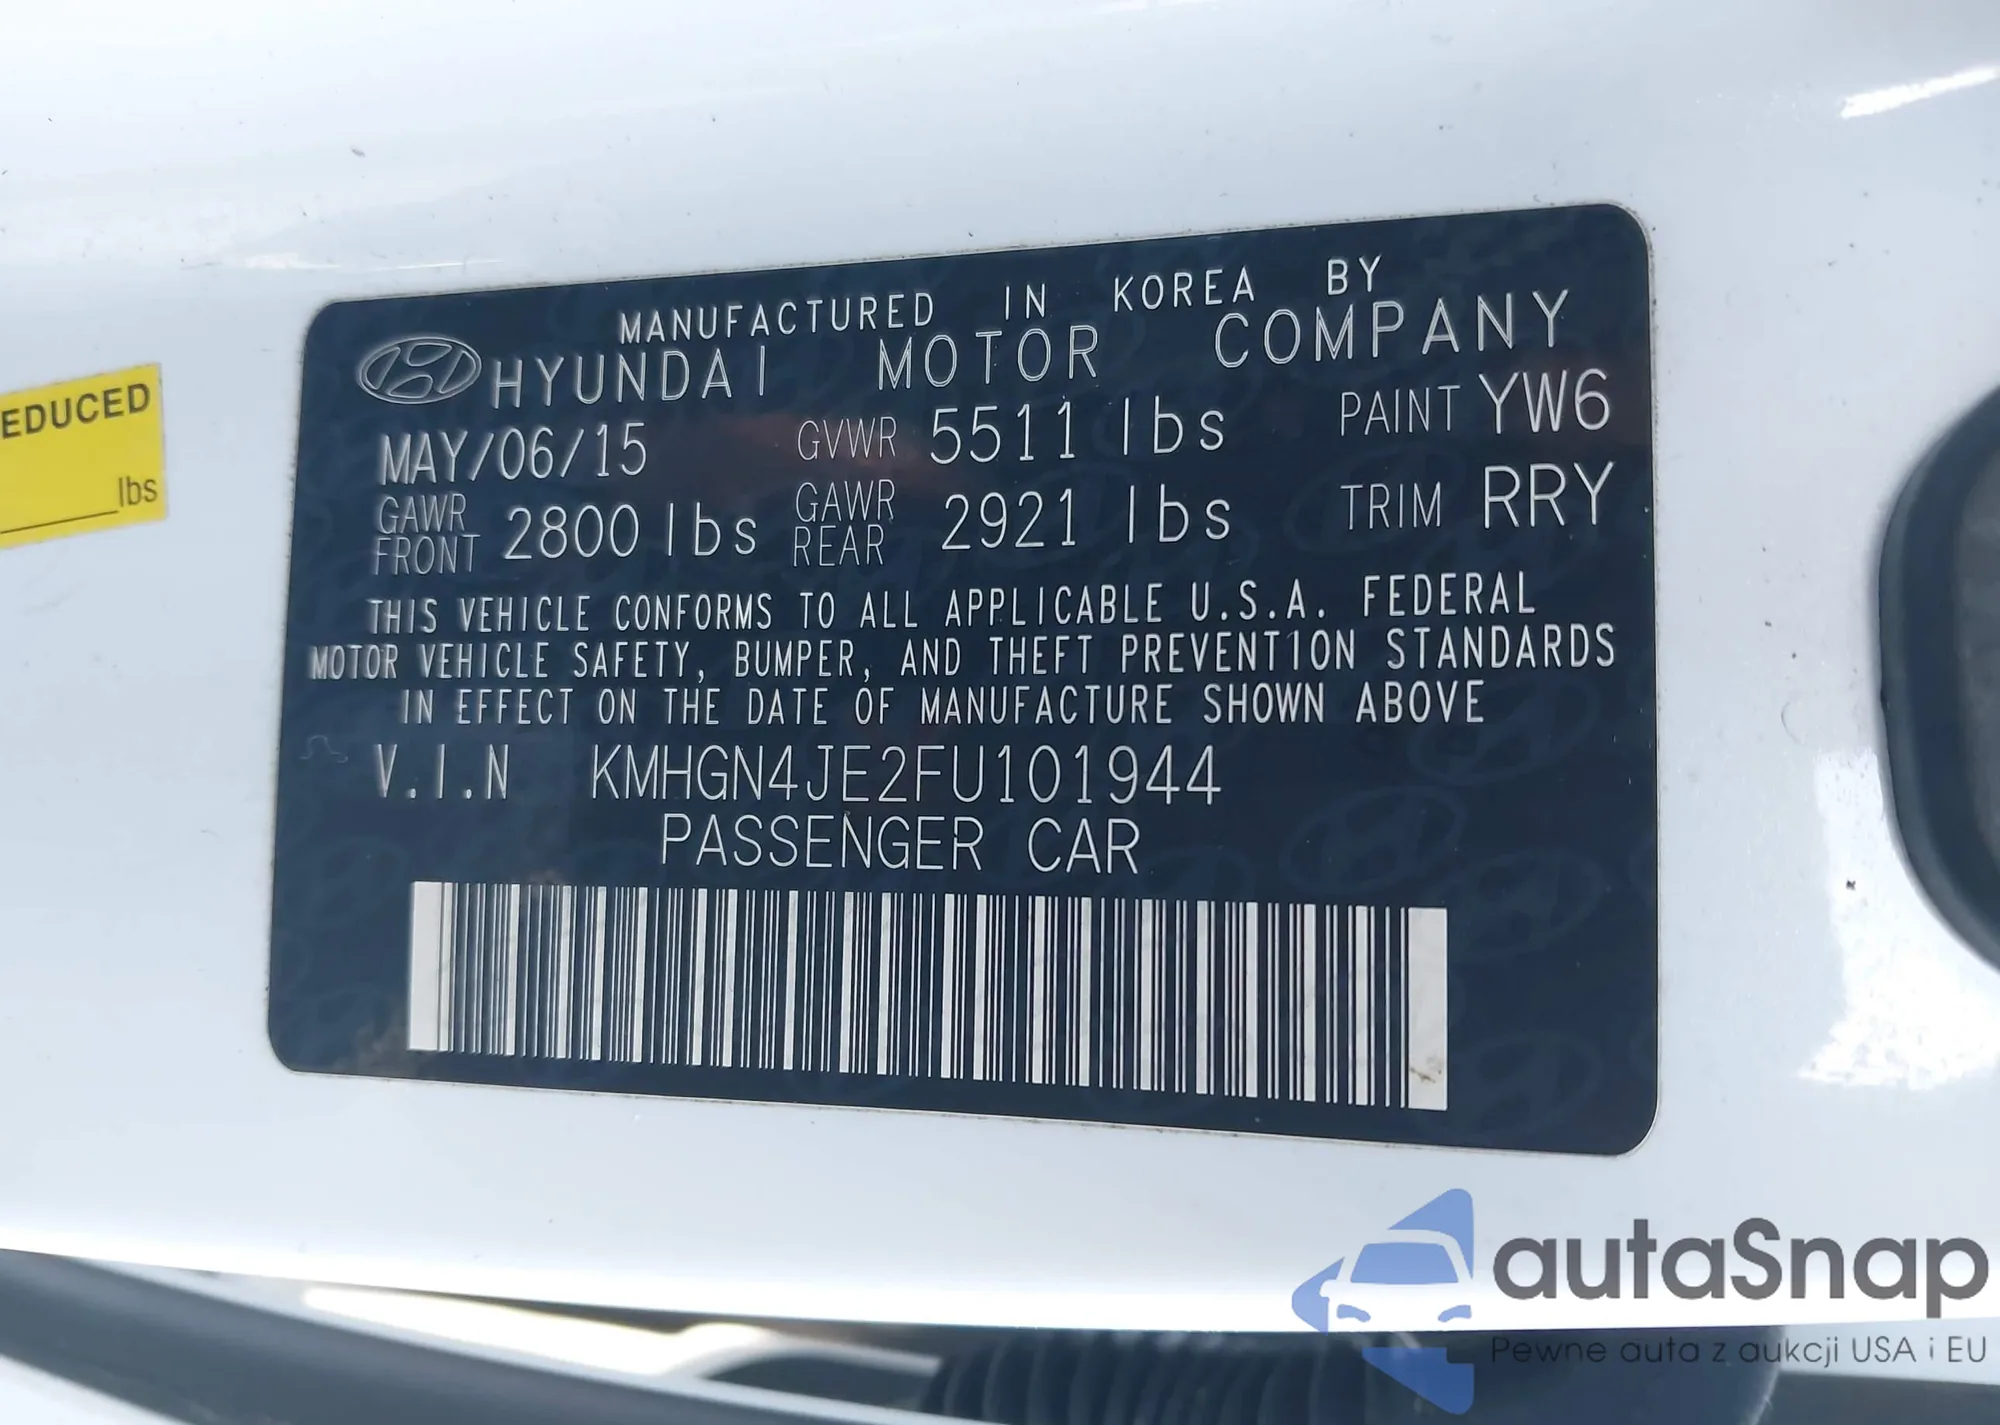 EDUCED
lbs
MANUFACTURED IN KOREA BY
HYUNDAI MOTOR COMPANY
MAY/06/15 GVWR 5511 lbs PAINT YW6
GAWR FRONT 2800 lbs GAWR REAR 2921 lbs TRIM RRY
THIS VEHICLE CONFORMS TO ALL APPLICABLE U.S.A. FEDERAL
MOTOR VEHICLE SAFETY, BUMPER, AND THEFT PREVENT1ON STANDARDS
IN EFFECT ON THE DATE OF MANUFACTURE SHOWN ABOVE
V.I.N KMHGN4JE2FU101944
PASSENGER CAR
autaSnap
Pewne auta z aukcji USA i EU